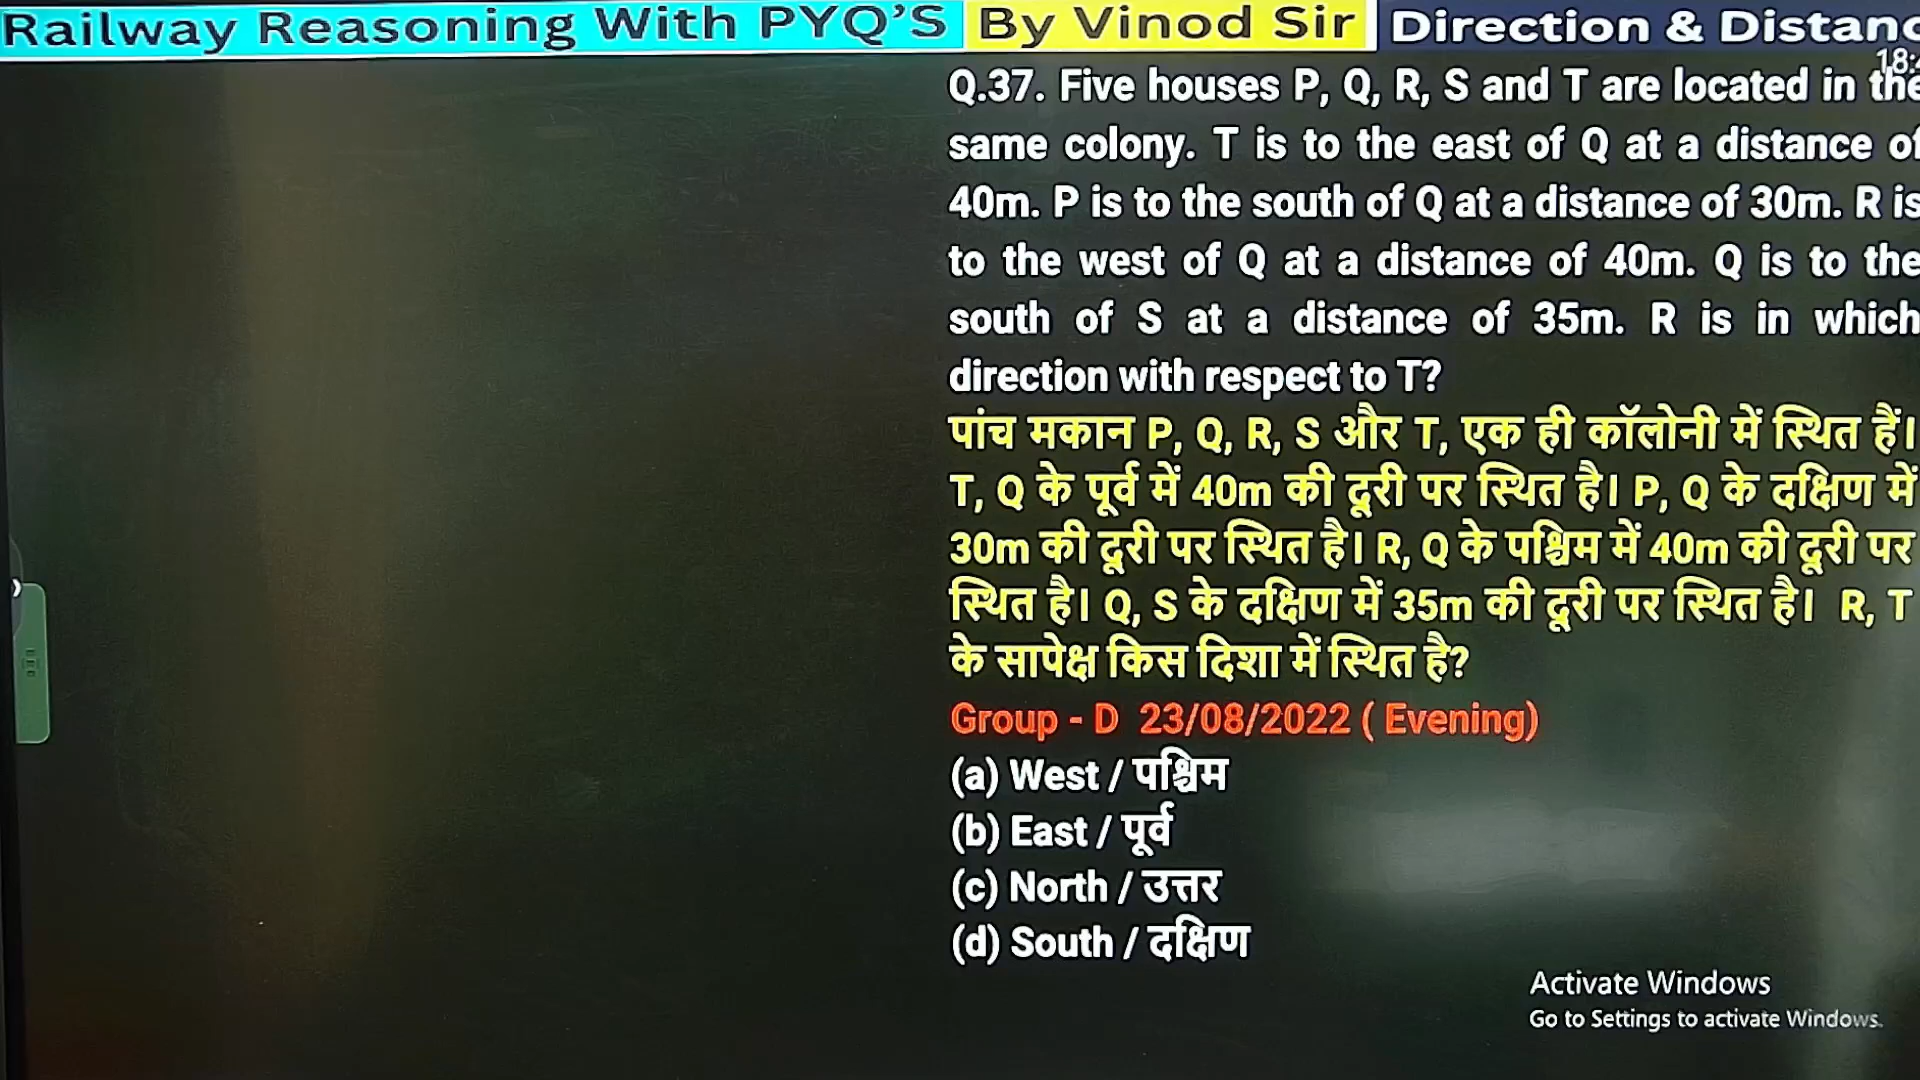 Railway Reasoning With PYQ'S By Vinod Sir Direction &
Q.37. Five houses P, Q, R, S and T are located in the
same colony. T is to the east of Q at a distance of
40m. P is to the south of Q at a distance of 30m. R is
to the west of Q at a distance of 40m. Q is to the
south of S at a distance of 35m. R is in which
direction with respect to T?
पांच मकान P, Q, R, S और T, एक ही कॉलोनी में स्थित हैं।
T, Q के पूर्व में 40m की दूरी पर स्थित है। P, Q के दक्षिण में
30m की दूरी पर स्थित है। R, Q के पश्चिम में 40m की दूरी पर
स्थित है। Q, S के दक्षिण में 35m की दूरी पर स्थित है। R, T
के सापेक्ष किस दिशा में स्थित है?
Group - D 23/08/2022 ( Evening)
(a) West / पश्चिम
(b) East / पूर्व
(c) North / उत्तर
(d) South / दक्षिण
Activate Windows
Go to Settings to activate Windows.